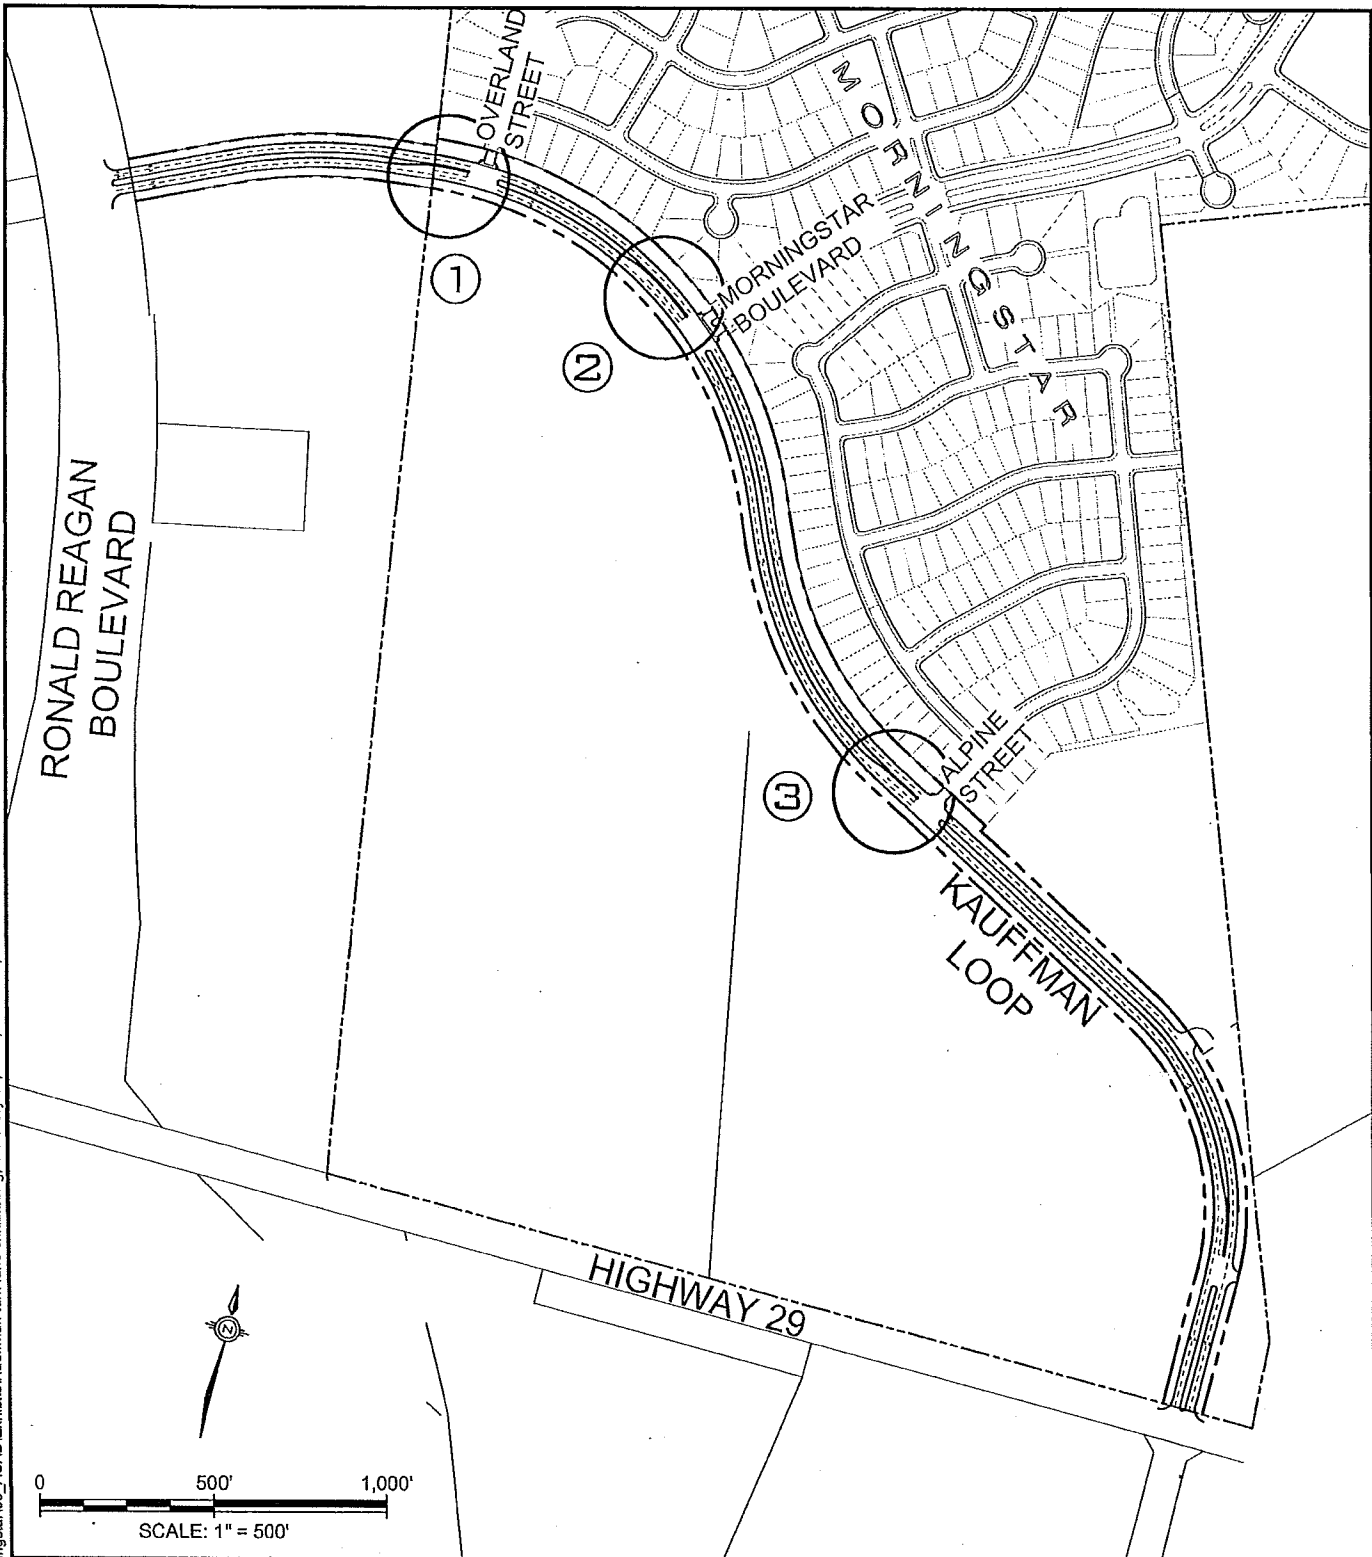 OVERLAND
STREET
MORNINGSTAR
MORNINGSTAR
BOULEVARD
1
2
RONALD REAGAN
BOULEVARD
3
ALPINE
STREET
KAUFFMAN
LOOP
HIGHWAY 29
N
0 500' 1,000'
SCALE: 1" = 500'